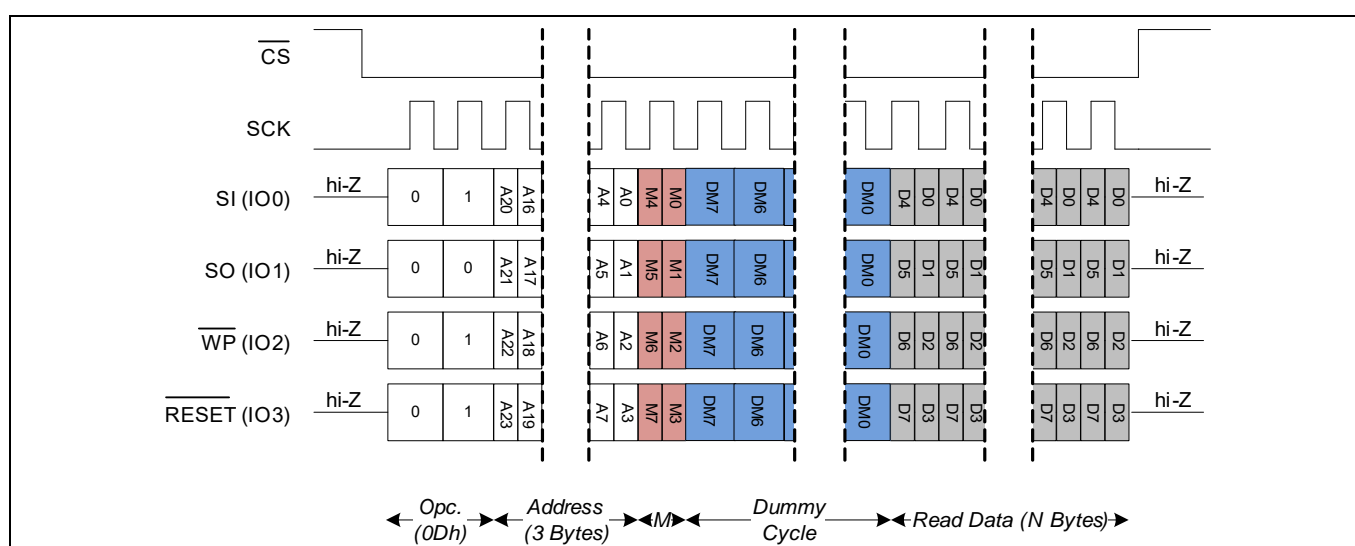 CS
SCK
SI (IO0) hi-Z 0 1 A20 A16 A4 A0 M4 M0 DM7 DM6 DM0 D4 D0 D4 D0 D4 D0 D4 D0 hi-Z
SO (IO1) hi-Z 0 0 A21 A17 A5 A1 M5 M1 DM7 DM6 DM0 D5 D1 D5 D1 D5 D1 D5 D1 hi-Z
WP (IO2) hi-Z 0 1 A22 A18 A6 A2 M6 M2 DM7 DM6 DM0 D6 D2 D6 D2 D6 D2 D6 D2 hi-Z
RESET (IO3) hi-Z 0 1 A23 A19 A7 A3 M7 M3 DM7 DM6 DM0 D7 D3 D7 D3 D7 D3 D7 D3 hi-Z
Opc. Address M Dummy Read Data (N Bytes)
(0Dh) (3 Bytes) Cycle